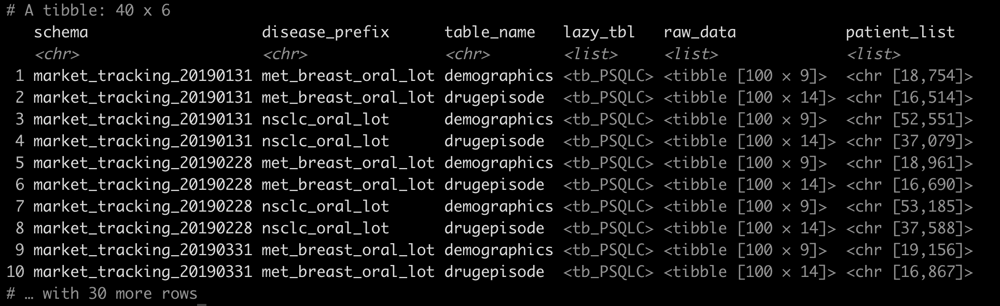 # A tibble: 40 x 6
schema disease_prefix table_name lazy_tbl raw_data patient_list
<chr> <chr> <chr> <list> <list> <list>
1 market_tracking_20190131 met_breast_oral_lot demographics <tb_PSQLC> <tibble [100 × 9]> <chr [18,754]>
2 market_tracking_20190131 met_breast_oral_lot drugepisode <tb_PSQLC> <tibble [100 × 14]> <chr [16,514]>
3 market_tracking_20190131 nsclc_oral_lot demographics <tb_PSQLC> <tibble [100 × 9]> <chr [52,551]>
4 market_tracking_20190131 nsclc_oral_lot drugepisode <tb_PSQLC> <tibble [100 × 14]> <chr [37,079]>
5 market_tracking_20190228 met_breast_oral_lot demographics <tb_PSQLC> <tibble [100 × 9]> <chr [18,961]>
6 market_tracking_20190228 met_breast_oral_lot drugepisode <tb_PSQLC> <tibble [100 × 14]> <chr [16,690]>
7 market_tracking_20190228 nsclc_oral_lot demographics <tb_PSQLC> <tibble [100 × 9]> <chr [53,185]>
8 market_tracking_20190228 nsclc_oral_lot drugepisode <tb_PSQLC> <tibble [100 × 14]> <chr [37,588]>
9 market_tracking_20190331 met_breast_oral_lot demographics <tb_PSQLC> <tibble [100 × 9]> <chr [19,156]>
10 market_tracking_20190331 met_breast_oral_lot drugepisode <tb_PSQLC> <tibble [100 × 14]> <chr [16,867]>
# … with 30 more rows